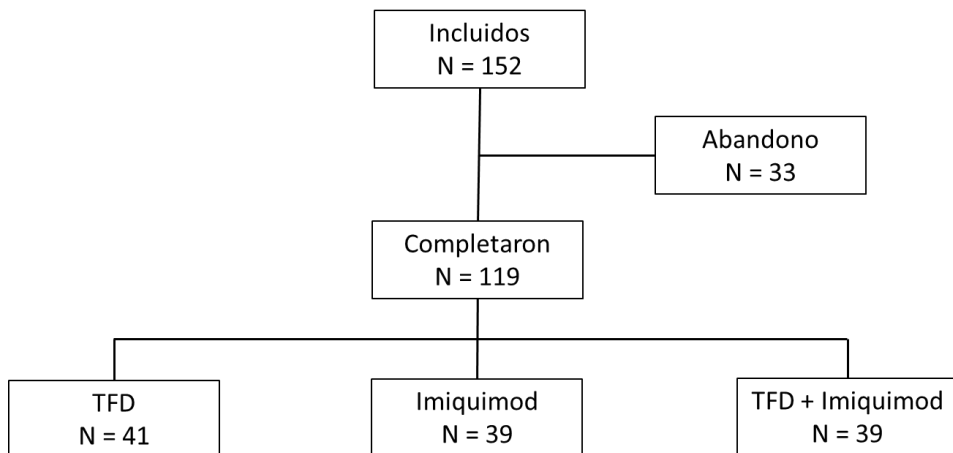 Incluidos
N = 152
Abandono
N = 33
Completaron
N = 119
TFD
N = 41
Imiquimod
N = 39
TFD + Imiquimod
N = 39